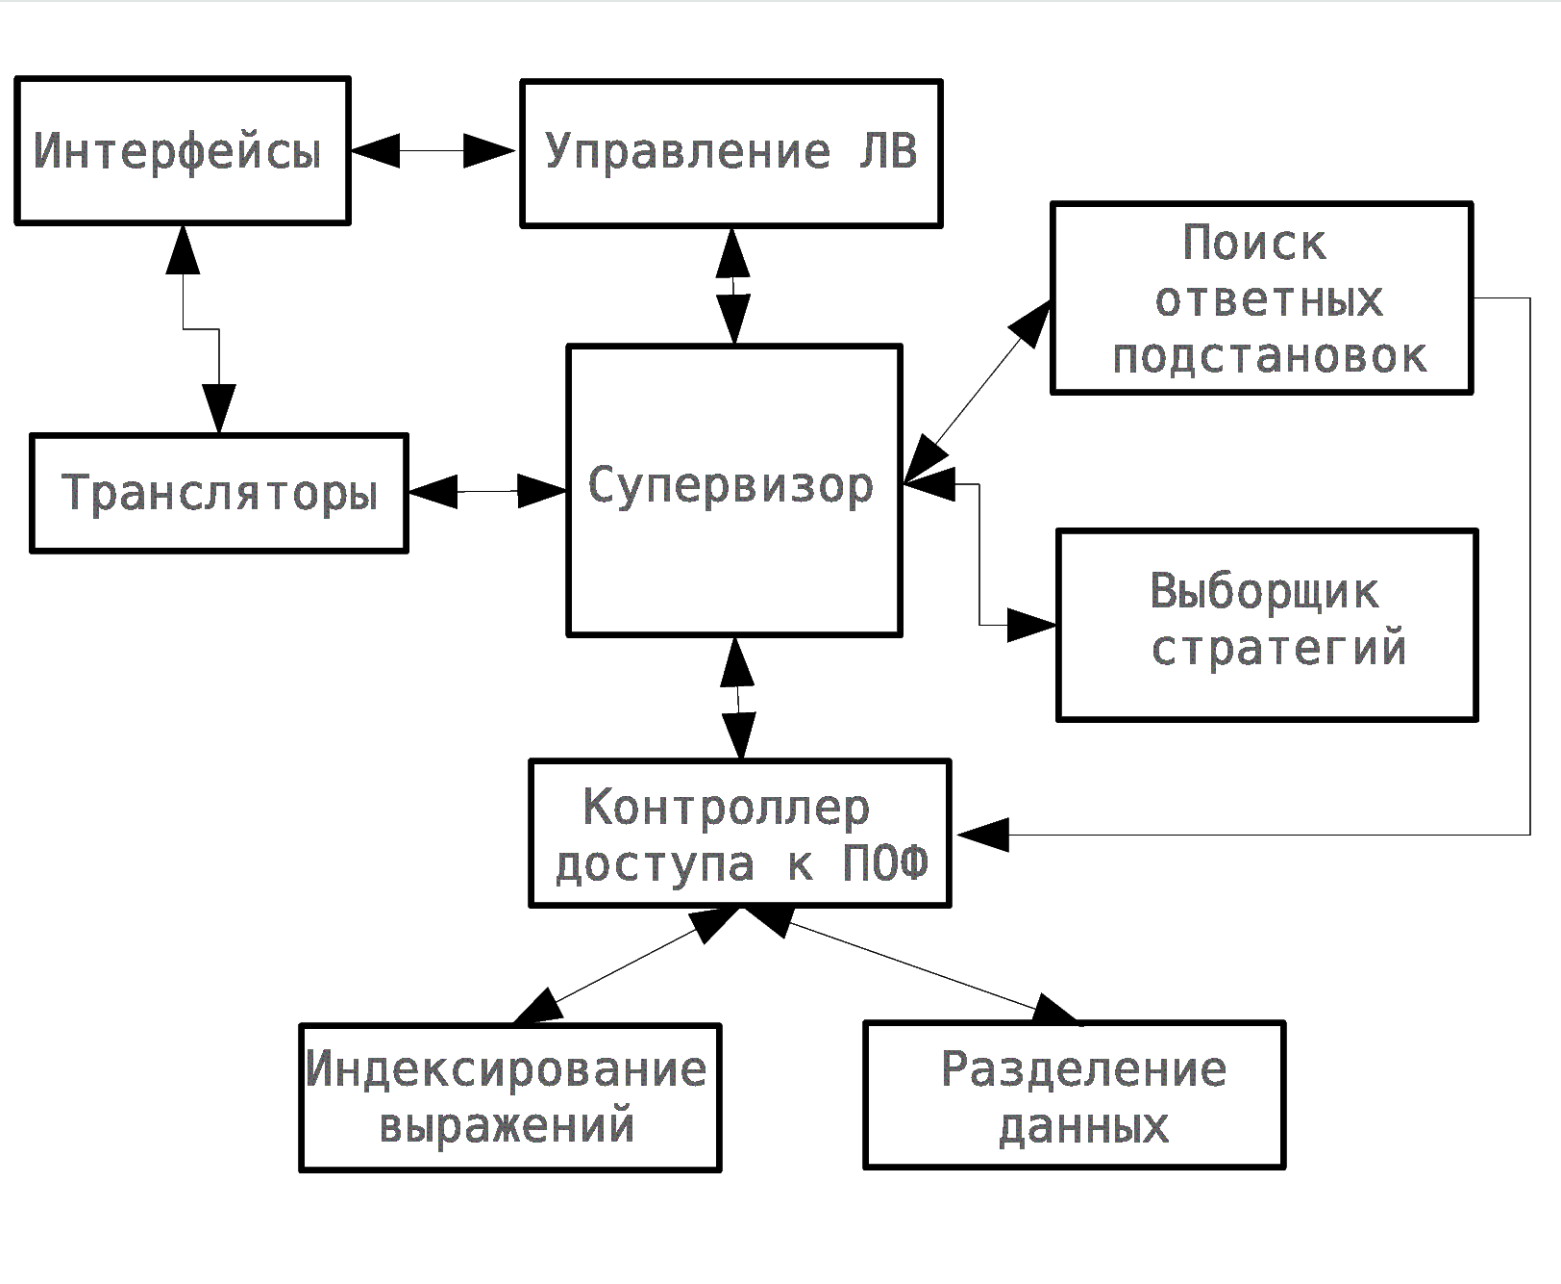 Интерфейсы
Управление ЛВ
Поиск
ответных
подстановок
Трансляторы
Супервизор
Выборщик
стратегий
Контроллер
доступа к ПОФ
Индексирование
выражений
Разделение
данных